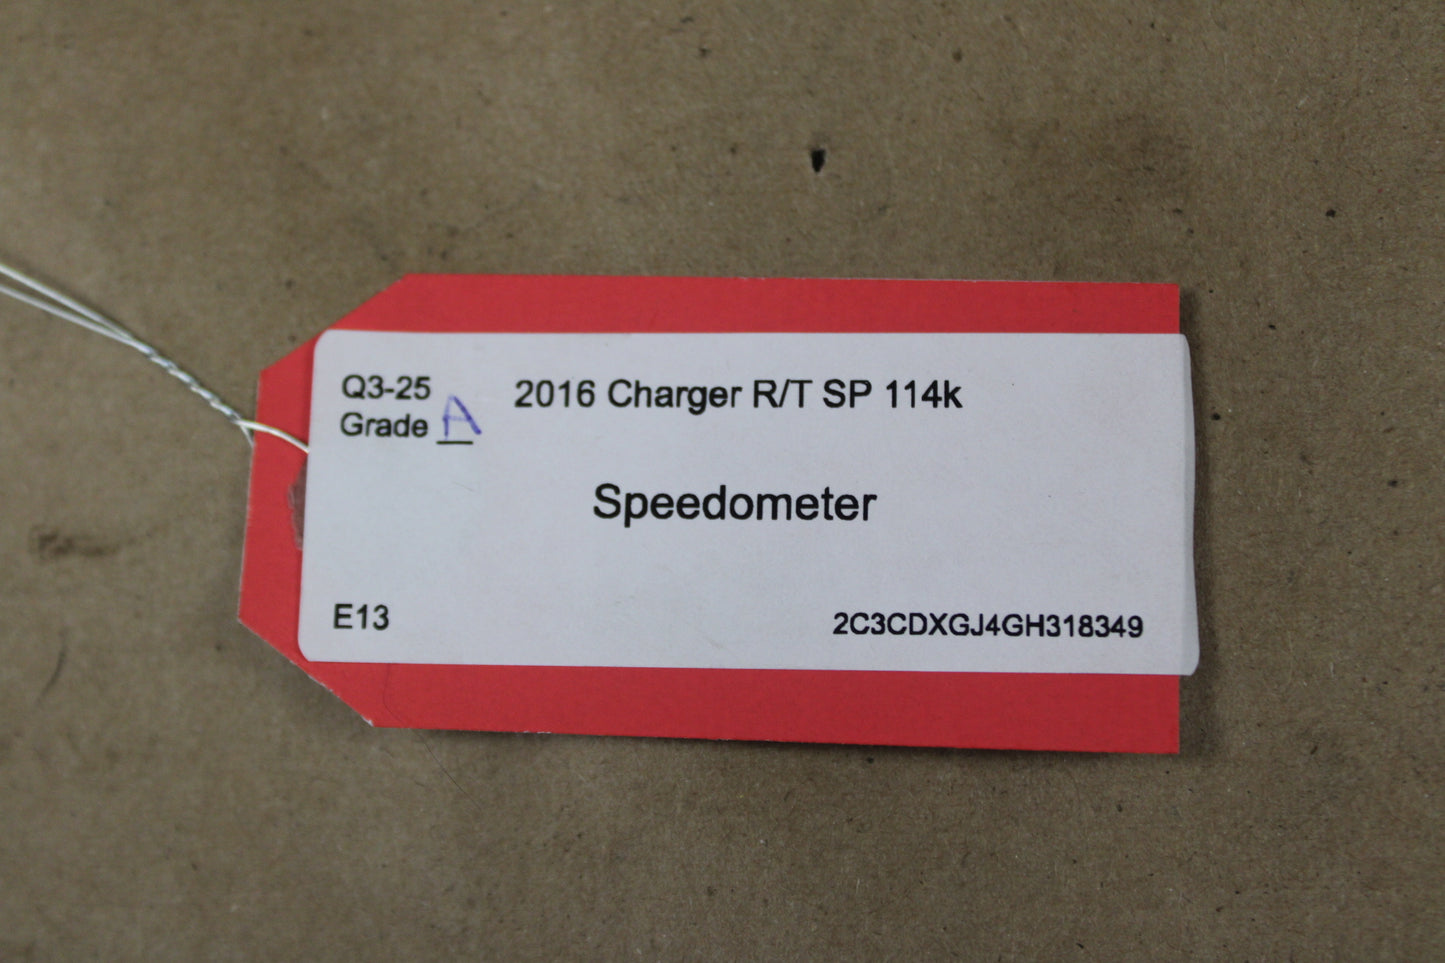 Q3-25
2016 Charger R/T SP 114k
Grade A
Speedometer
E13
2C3CDXGJ4GH318349